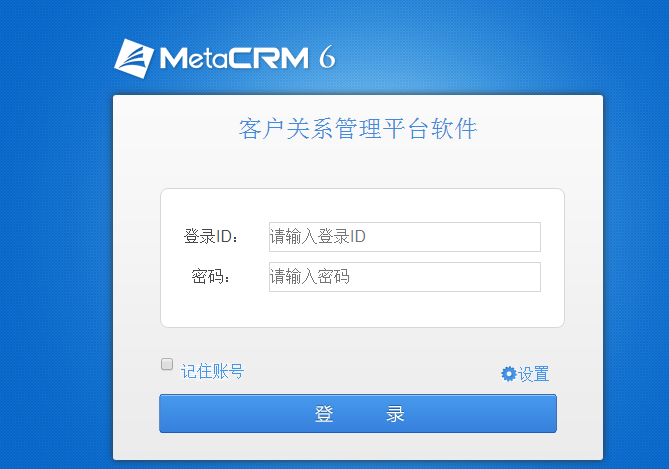 MetaCRM 6
客户关系管理平台软件
登录ID： 请输入登录ID
密码： 请输入密码
记住账号 设置
登 录